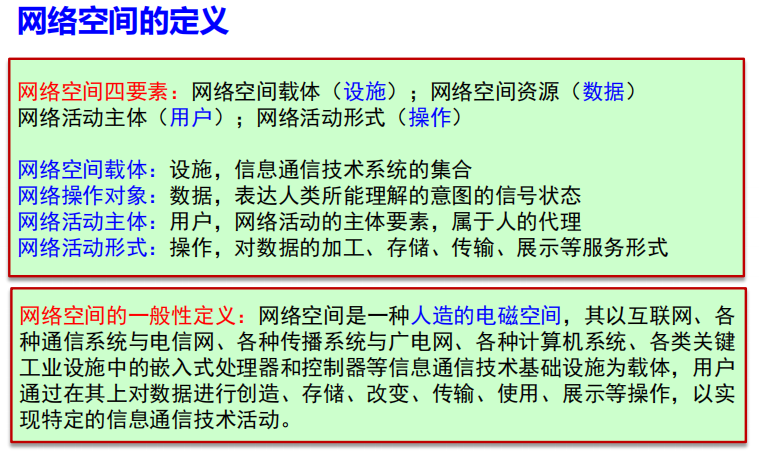 网络空间的定义
网络空间四要素：网络空间载体（设施）；网络空间资源（数据）
网络活动主体（用户）；网络活动形式（操作）
网络空间载体：设施，信息通信技术系统的集合
网络操作对象：数据，表达人类所能理解的意图的信号状态
网络活动主体：用户，网络活动的主体要素，属于人的代理
网络活动形式：操作，对数据的加工、存储、传输、展示等服务形式
网络空间的一般性定义：网络空间是一种人造的电磁空间，其以互联网、各
种通信系统与电信网、各种传播系统与广电网、各种计算机系统、各类关键
工业设施中的嵌入式处理器和控制器等信息通信技术基础设施为载体，用户
通过在其上对数据进行创造、存储、改变、传输、使用、展示等操作，以实
现特定的信息通信技术活动。